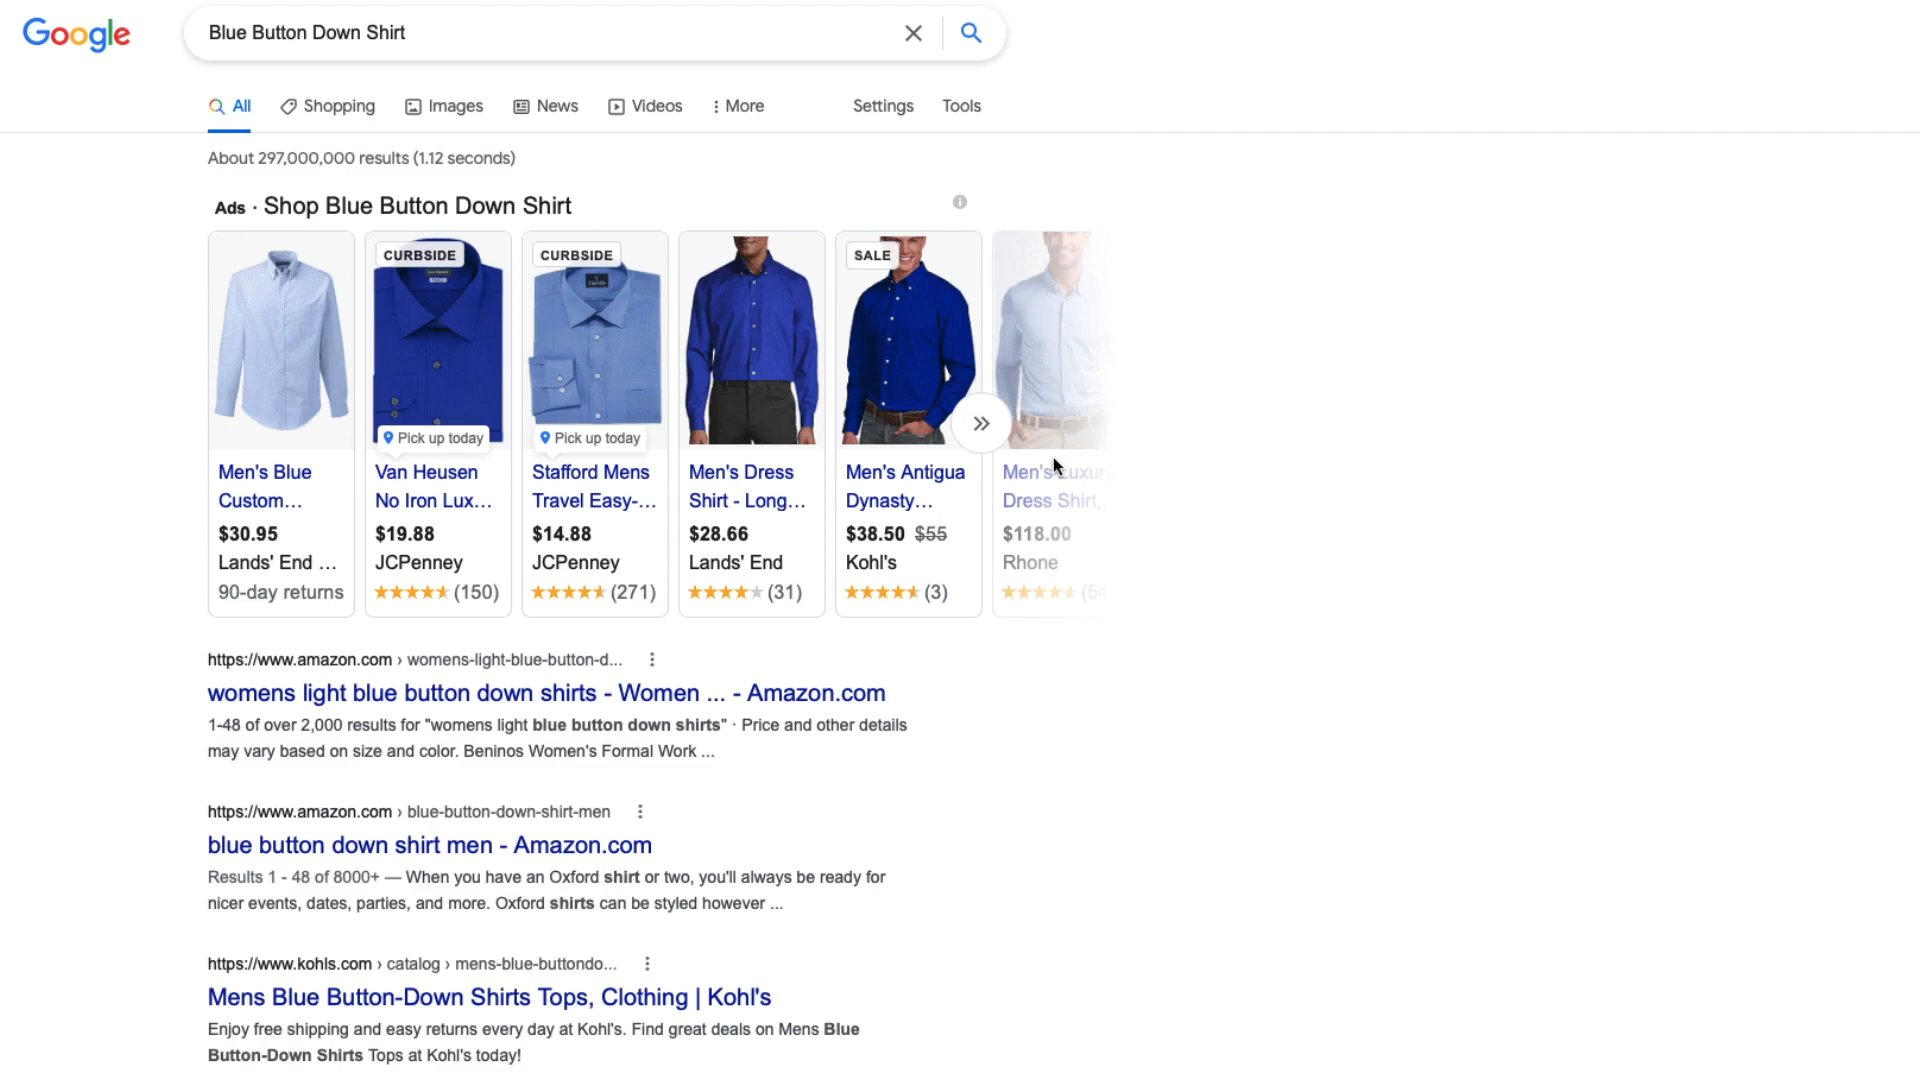 Google
Blue Button Down Shirt
All
Shopping
Images
News
Videos
More
Settings
Tools
About 297,000,000 results (1.12 seconds)
Ads · Shop Blue Button Down Shirt
Men's Blue
Custom...
$30.95
Lands' End ...
90-day returns
CURBSIDE
Pick up today
Van Heusen
No Iron Lux...
$19.88
JCPenney
(150)
CURBSIDE
Pick up today
Stafford Mens
Travel Easy-...
$14.88
JCPenney
(271)
Men's Dress
Shirt - Long...
$28.66
Lands' End
(31)
SALE
Men's Antigua
Dynasty...
$38.50 $55
Kohl's
(3)
Men's Luxury
Dress Shirt,...
$118.00
Rhone
https://www.amazon.com › womens-light-blue-button-d...
womens light blue button down shirts - Women ... - Amazon.com
1-48 of over 2,000 results for "womens light blue button down shirts" · Price and other details
may vary based on size and color. Beninos Women's Formal Work ...
https://www.amazon.com › blue-button-down-shirt-men
blue button down shirt men - Amazon.com
Results 1 - 48 of 8000+ — When you have an Oxford shirt or two, you'll always be ready for
nicer events, dates, parties, and more. Oxford shirts can be styled however ...
https://www.kohls.com › catalog › mens-blue-buttondo...
Mens Blue Button-Down Shirts Tops, Clothing | Kohl's
Enjoy free shipping and easy returns every day at Kohl's. Find great deals on Mens Blue
Button-Down Shirts Tops at Kohl's today!